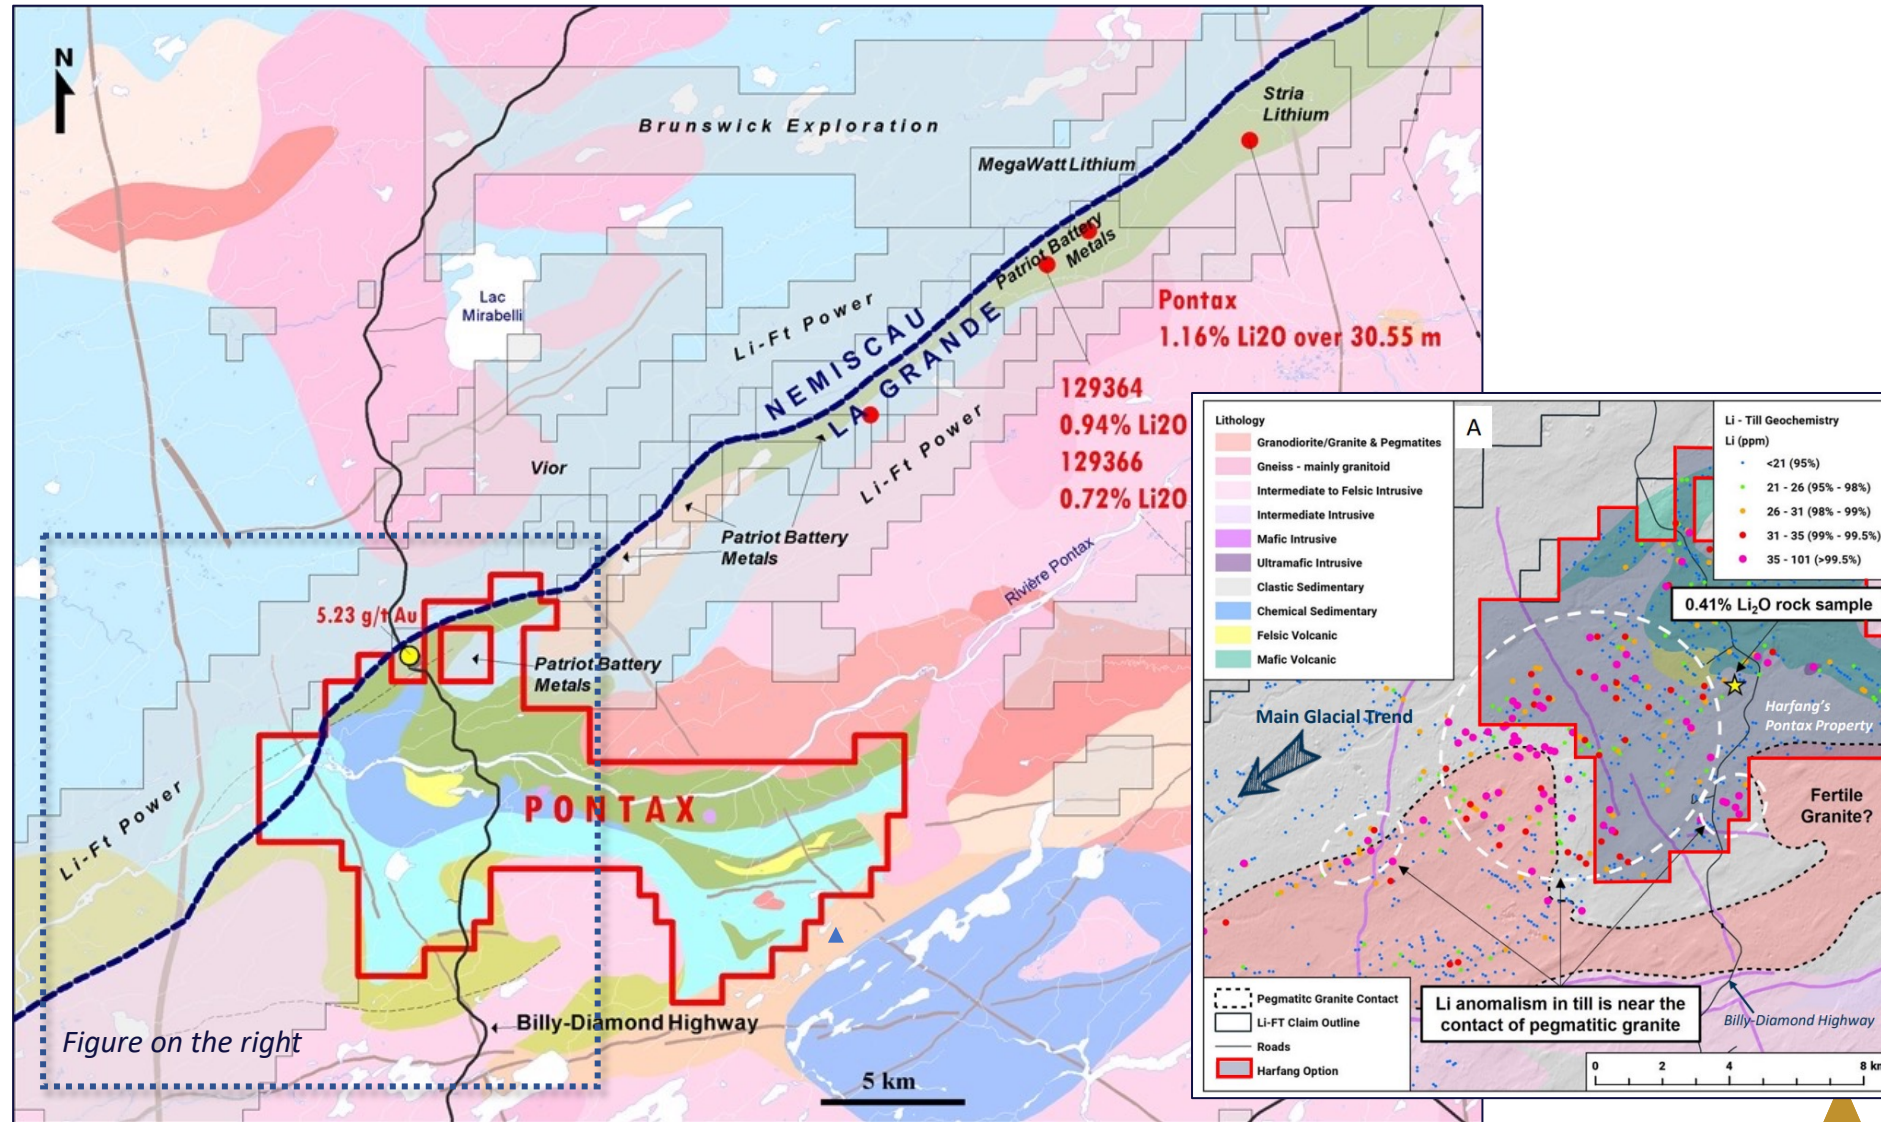 N
Brunswick Exploration
Stria
Lithium
MegaWatt Lithium
Patriot Battery
Metals
Lac
Mirabelli
Li-Ft Power
NEMISCAU
LA GRANDE
Pontax
1.16% Li2O over 30.55 m
129364
0.94% Li2O
129366
0.72% Li2O
Li-Ft Power
Vior
Patriot Battery
Metals
Rivière Pontax
5.23 g/t Au
Patriot Battery
Metals
PONTAX
Li-Ft Power
Billy-Diamond Highway
Figure on the right
5 km
A
Lithology
Granodiorite/Granite & Pegmatites
Gneiss - mainly granitoid
Intermediate to Felsic Intrusive
Intermediate Intrusive
Mafic Intrusive
Ultramafic Intrusive
Clastic Sedimentary
Chemical Sedimentary
Felsic Volcanic
Mafic Volcanic
Li - Till Geochemistry
Li (ppm)
<21 (95%)
21 - 26 (95% - 98%)
26 - 31 (98% - 99%)
31 - 35 (99% - 99.5%)
35 - 101 (>99.5%)
0.41% Li₂O rock sample
Harfang's
Pontax Property
Main Glacial Trend
Fertile
Granite?
Li anomalism in till is near the
contact of pegmatitic granite
Billy-Diamond Highway
Pegmatic Granite Contact
Li-FT Claim Outline
Roads
Harfang Option
0 2 4 8 km